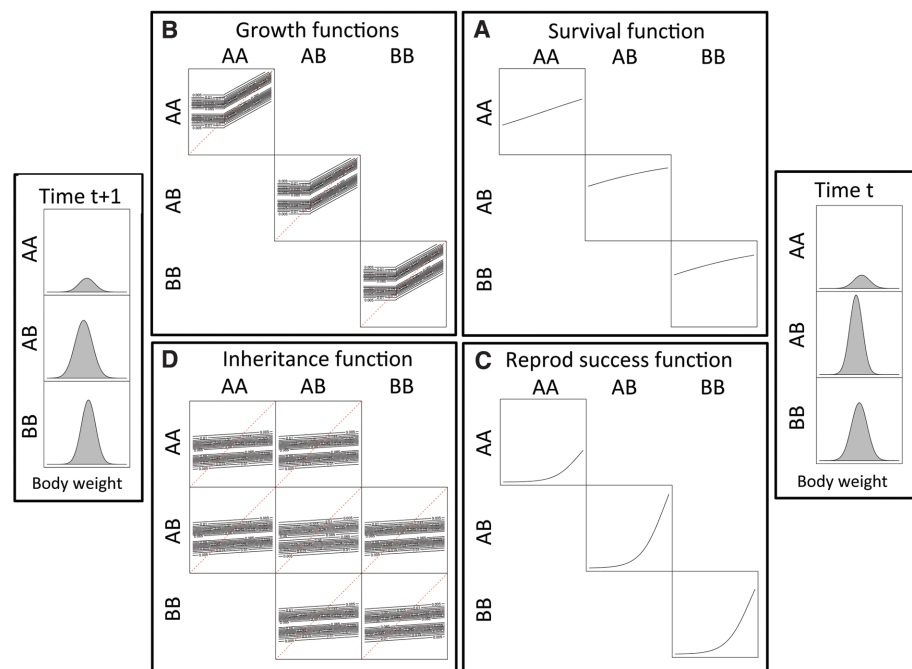 B Growth functions
AA AB BB
AA
AB
BB
A Survival function
AA AB BB
AA
AB
BB
Time t+1
AA
AB
BB
Body weight
Time t
AA
AB
BB
Body weight
D Inheritance function
AA AB BB
AA
AB
BB
C Reprod success function
AA AB BB
AA
AB
BB